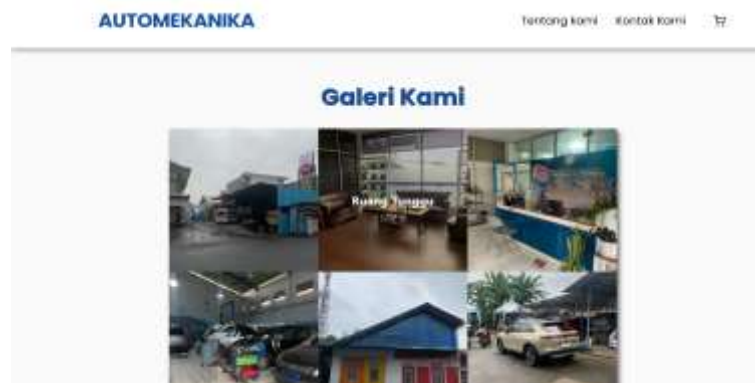 AUTOMEKANIKA
Tentang kami
Kontak Kami
Galeri Kami
Ruang Tunggu